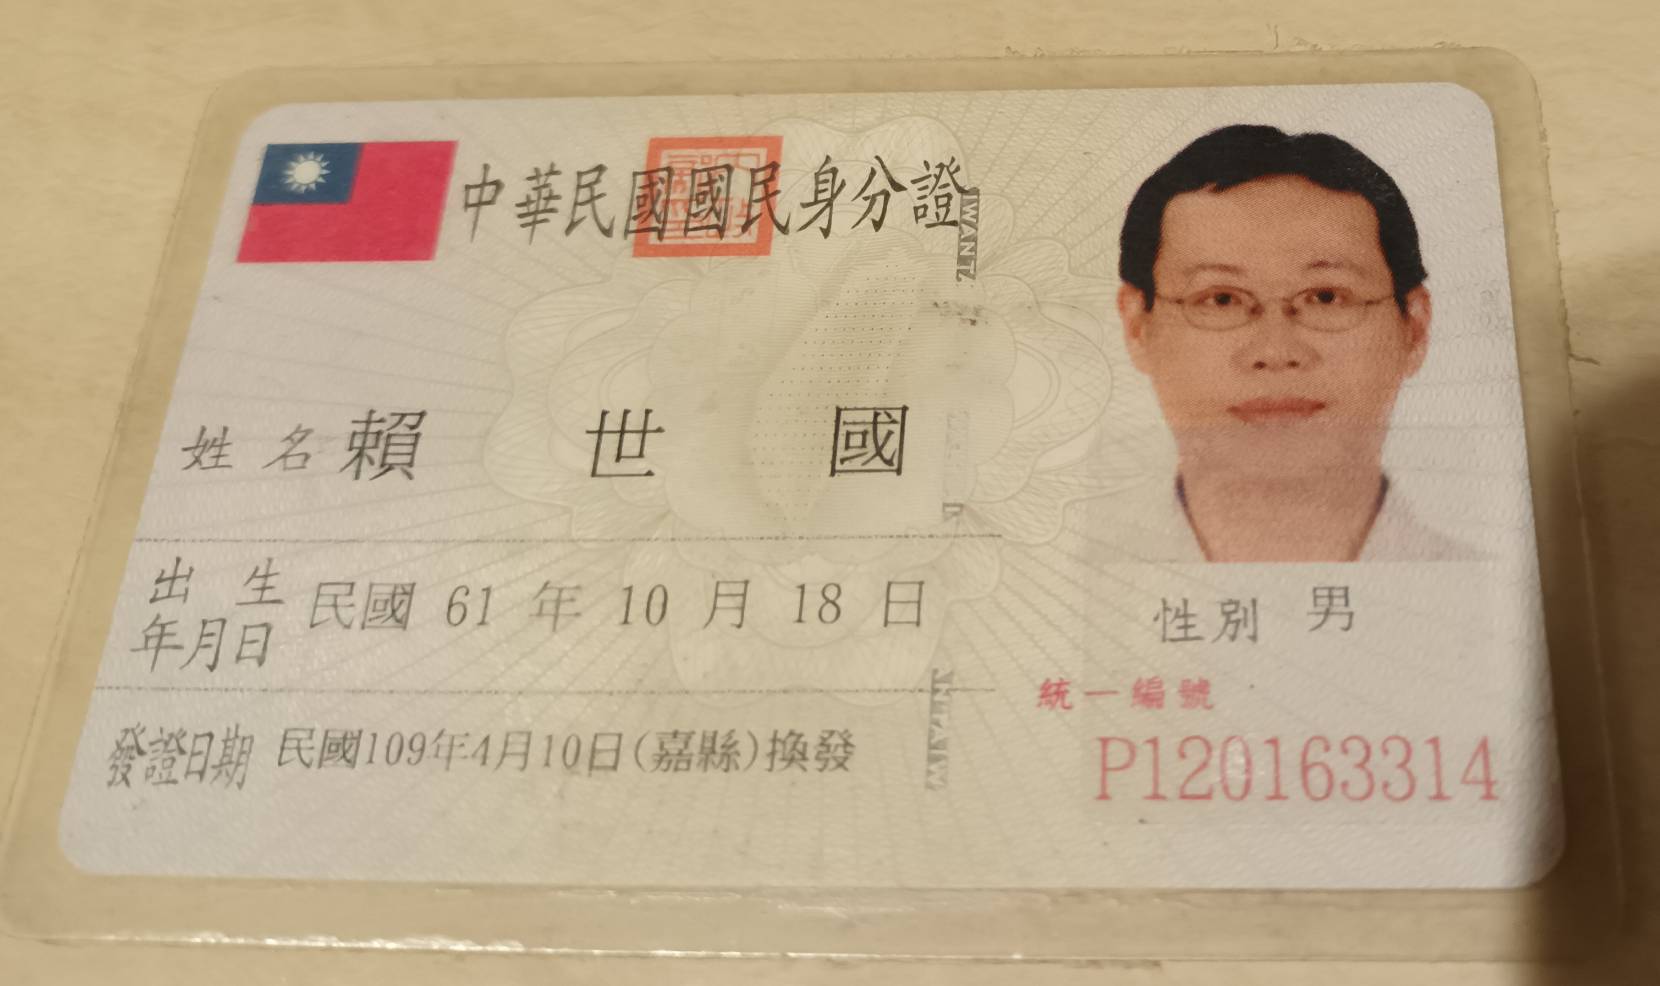 中華民國國民身分證
姓名 賴世國
出生年月日 民國 61 年 10 月 18 日
性別 男
發證日期 民國109年4月10日(嘉縣)換發
統一編號
P120163314